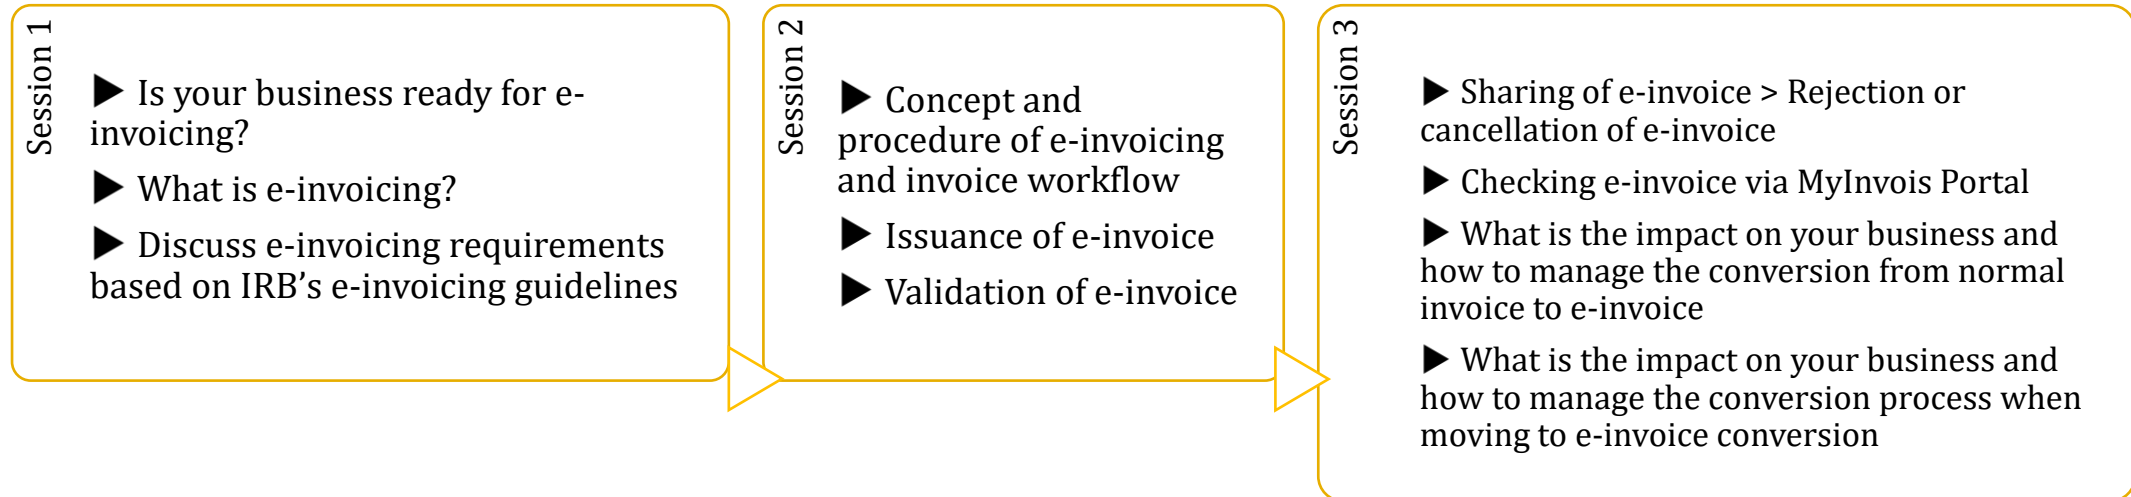 Session 1
▶ Is your business ready for e-
invoicing?
▶ What is e-invoicing?
▶ Discuss e-invoicing requirements
based on IRB’s e-invoicing guidelines
Session 2
▶ Concept and
procedure of e-invoicing
and invoice workflow
▶ Issuance of e-invoice
▶ Validation of e-invoice
Session 3
▶ Sharing of e-invoice > Rejection or
cancellation of e-invoice
▶ Checking e-invoice via MyInvois Portal
▶ What is the impact on your business and
how to manage the conversion from normal
invoice to e-invoice
▶ What is the impact on your business and
how to manage the conversion process when
moving to e-invoice conversion